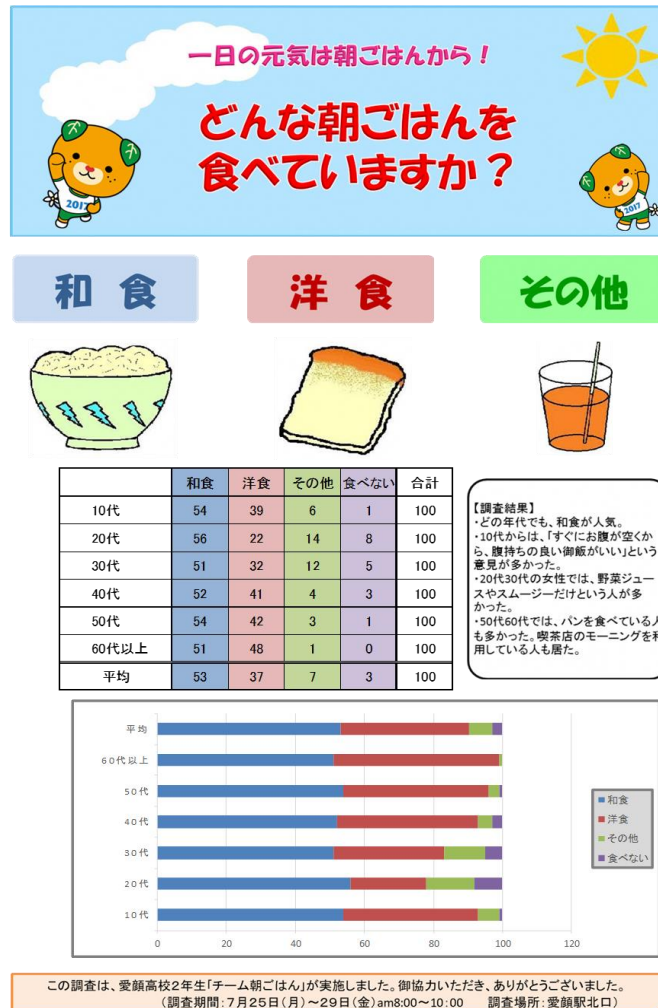 一日の元気は朝ごはんから！
どんな朝ごはんを
食べていますか？
2017
2017
和 食
洋 食
その他
和食 洋食 その他 食べない 合計
10代 54 39 6 1 100
20代 56 22 14 8 100
30代 51 32 12 5 100
40代 52 41 4 3 100
50代 54 42 3 1 100
60代以上 51 48 1 0 100
平均 53 37 7 3 100
【調査結果】
・どの年代でも、和食が人気。
・10代からは、「すぐにお腹が空くか
ら、腹持ちの良い御飯がいい」という
意見が多かった。
・20代30代の女性では、野菜ジュー
スやスムージーだけという人が多
かった。
・50代60代では、パンを食べている人
も多かった。喫茶店のモーニングを利
用している人も居た。
平均
60代以上
50代
40代
30代
20代
10代
0 20 40 60 80 100 120
和食
洋食
その他
食べない
この調査は、愛顔高校2年生「チーム朝ごはん」が実施しました。御協力いただき、ありがとうございました。
（調査期間：7月25日（月）～29日（金）am8:00～10:00 調査場所：愛顔駅北口）